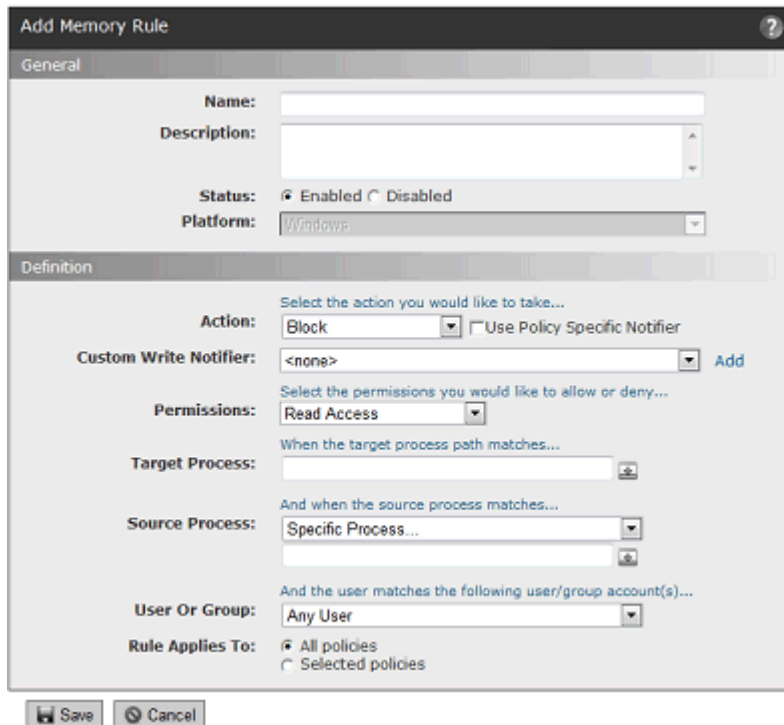 Add Memory Rule ?
General
Name:
Description:
Status: Enabled Disabled
Platform: Windows
Definition
Select the action you would like to take...
Action: Block Use Policy Specific Notifier
Custom Write Notifier: <none> Add
Select the permissions you would like to allow or deny...
Permissions: Read Access
When the target process path matches...
Target Process:
And when the source process matches...
Source Process: Specific Process...
And the user matches the following user/group account(s)...
User Or Group: Any User
Rule Applies To: All policies
Selected policies
Save Cancel